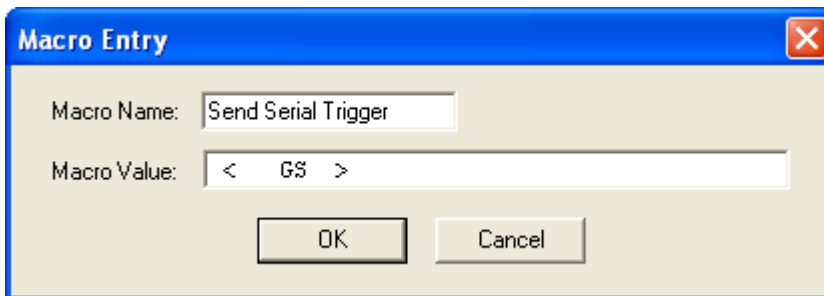 Macro Entry
Macro Name: Send Serial Trigger
Macro Value: < GS >
OK Cancel